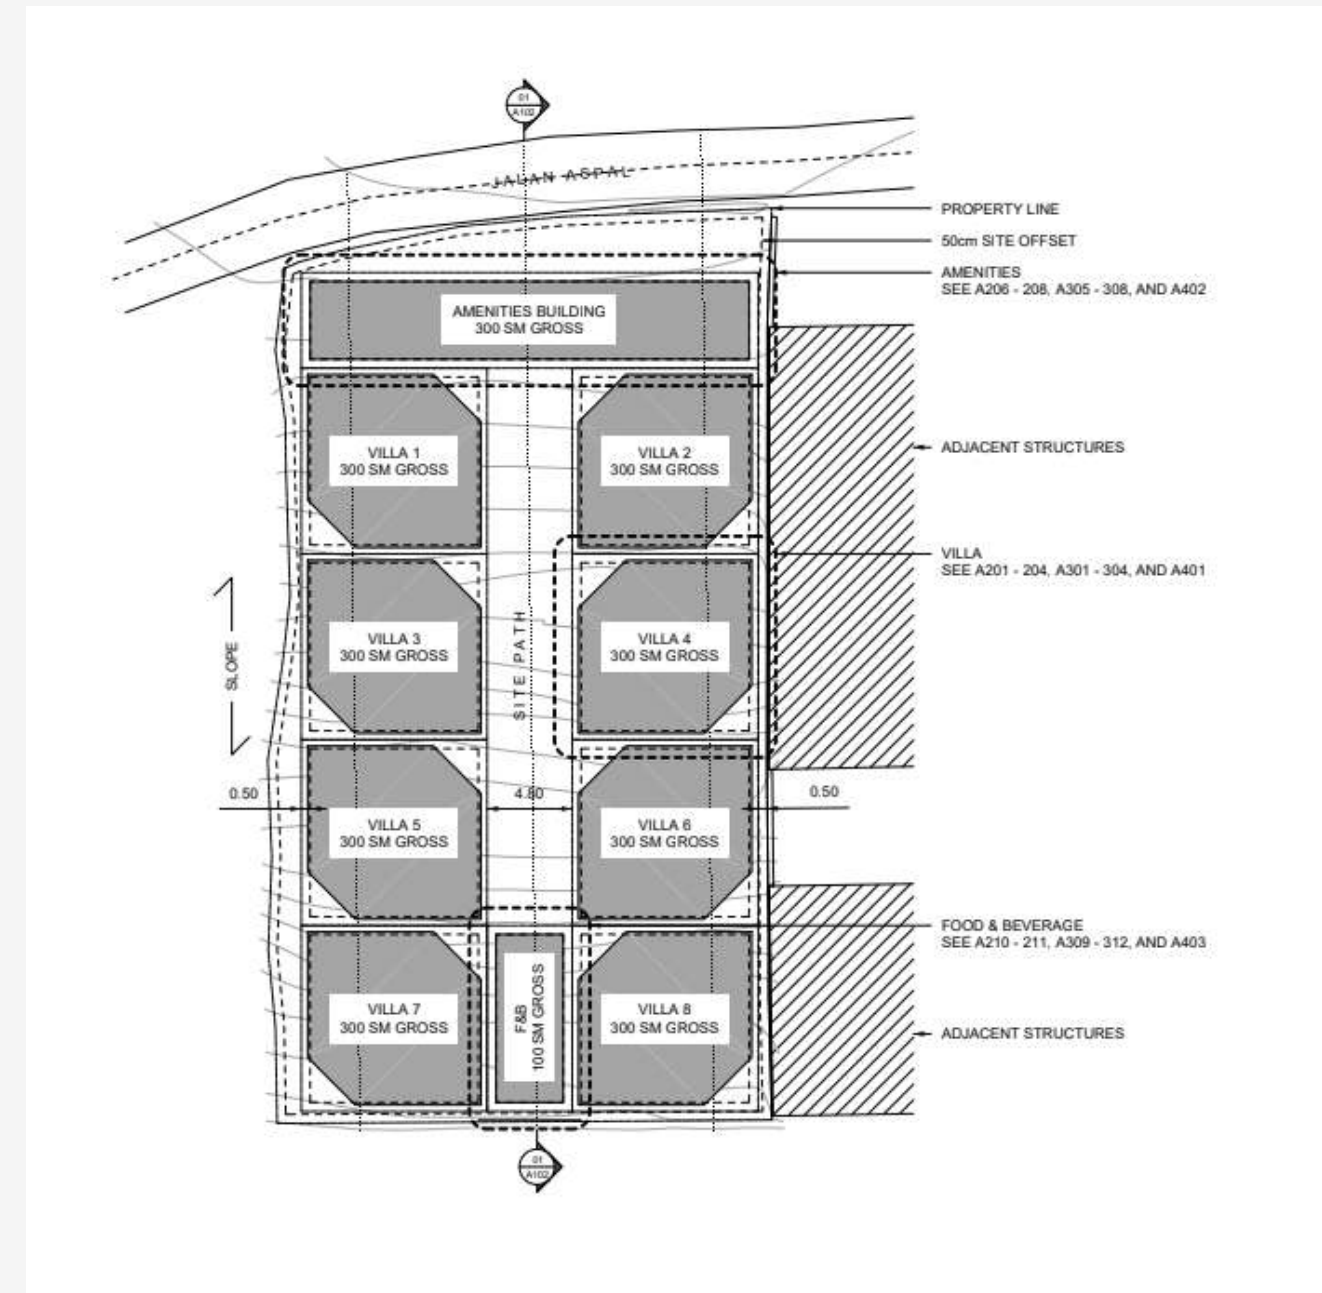 01
A102
JALAN ASPAL
PROPERTY LINE
50cm SITE OFFSET
AMENITIES
SEE A206 - 208, A305 - 308, AND A402
AMENITIES BUILDING
300 SM GROSS
VILLA 1
300 SM GROSS
VILLA 2
300 SM GROSS
ADJACENT STRUCTURES
VILLA
SEE A201 - 204, A301 - 304, AND A401
SLOPE
VILLA 3
300 SM GROSS
SITE PATH
VILLA 4
300 SM GROSS
0.50
4.80
0.50
VILLA 5
300 SM GROSS
VILLA 6
300 SM GROSS
FOOD & BEVERAGE
SEE A210 - 211, A309 - 312, AND A403
VILLA 7
300 SM GROSS
F&B
100 SM GROSS
VILLA 8
300 SM GROSS
ADJACENT STRUCTURES
01
A102